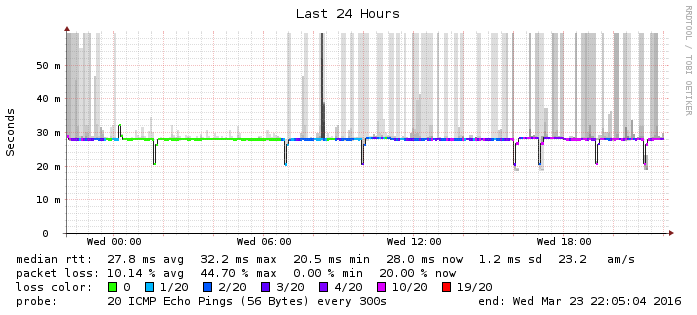 Last 24 Hours
RRDTOOL / TOBI OETIKER
Seconds
50 m
40 m
30 m
20 m
10 m
0
Wed 00:00 Wed 06:00 Wed 12:00 Wed 18:00
median rtt: 27.8 ms avg 32.2 ms max 20.5 ms min 28.0 ms now 1.2 ms sd 23.2 am/s
packet loss: 10.14 % avg 44.70 % max 0.00 % min 20.00 % now
loss color: 0 1/20 2/20 3/20 4/20 10/20 19/20
probe: 20 ICMP Echo Pings (56 Bytes) every 300s end: Wed Mar 23 22:05:04 2016